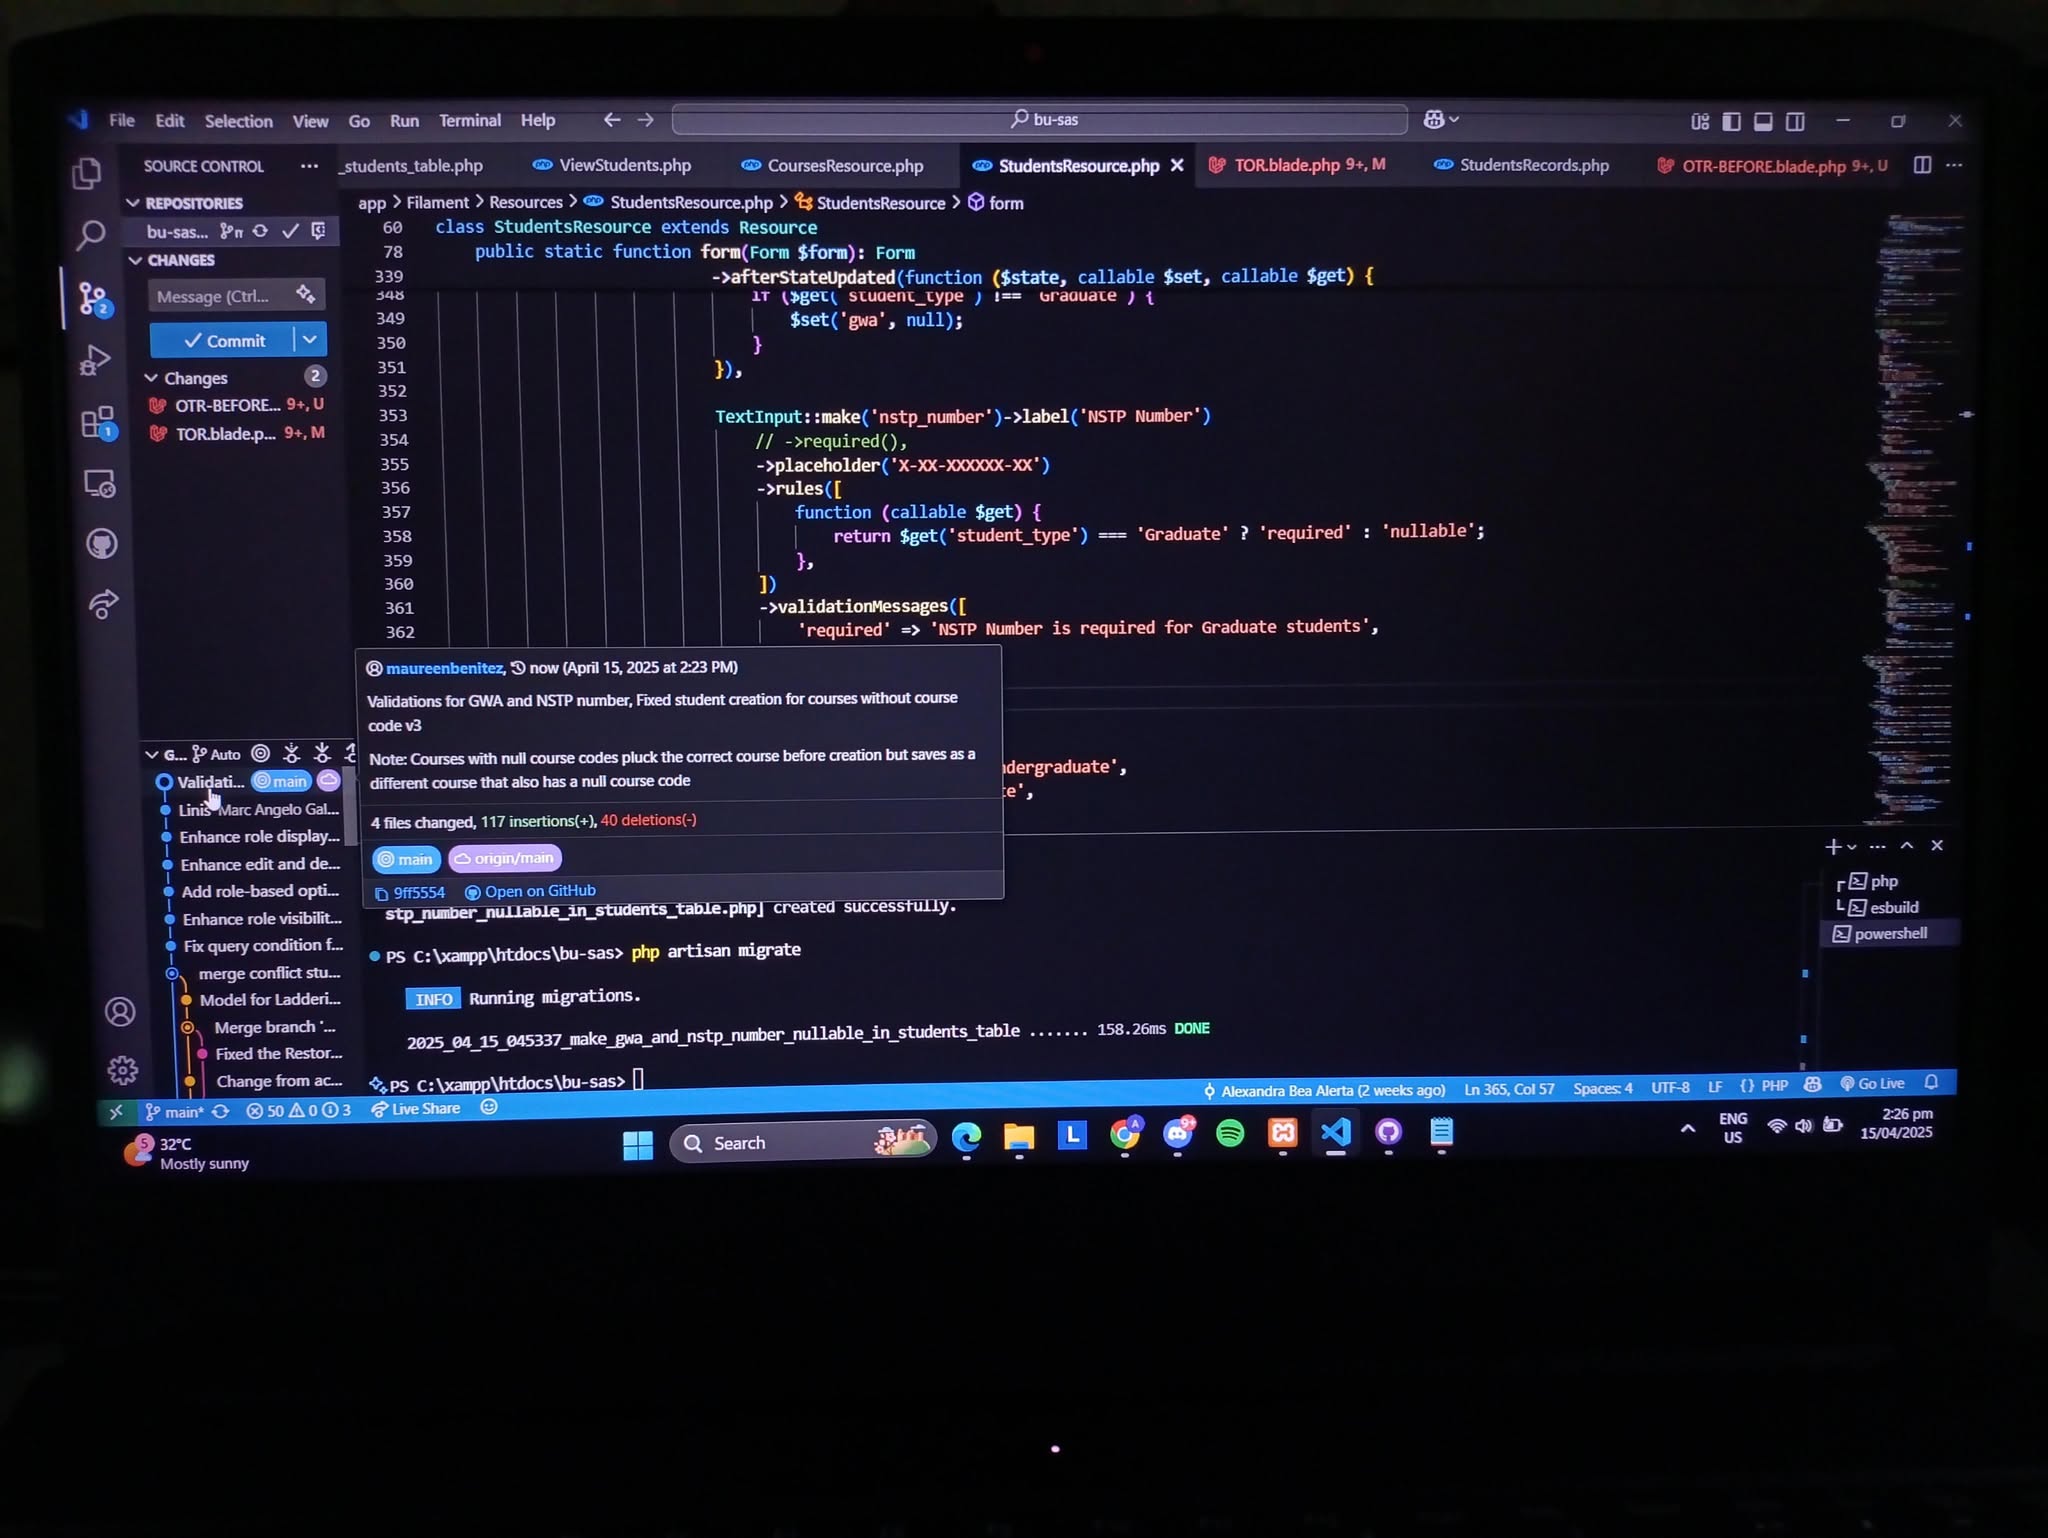 File Edit Selection View Go Run Terminal Help
bu-sas
SOURCE CONTROL
_students_table.php
ViewStudents.php
CoursesResource.php
StudentsResource.php
TOR.blade.php 9+, M
StudentsRecords.php
OTR-BEFORE.blade.php 9+, U
REPOSITORIES
bu-sas...
CHANGES
Message (Ctrl...
Commit
Changes 2
OTR-BEFORE... 9+, U
TOR.blade.p... 9+, M
2
1
app > Filament > Resources > StudentsResource.php > StudentsResource > form
60 class StudentsResource extends Resource
78 public static function form(Form $form): Form
339 ->afterStateUpdated(function ($state, callable $set, callable $get) {
348 if ($get('student_type') !== 'Graduate') {
349 $set('gwa', null);
350 }
351 }),
352
353 TextInput::make('nstp_number')->label('NSTP Number')
354 // ->required(),
355 ->placeholder('X-XX-XXXXXX-XX')
356 ->rules([
357 function (callable $get) {
358 return $get('student_type') === 'Graduate' ? 'required' : 'nullable';
359 },
360 ])
361 ->validationMessages([
362 'required' => 'NSTP Number is required for Graduate students',
maureenbenitez, now (April 15, 2025 at 2:23 PM)
Validations for GWA and NSTP number, Fixed student creation for courses without course
code v3
Note: Courses with null course codes pluck the correct course before creation but saves as a
different course that also has a null course code
4 files changed, 117 insertions(+), 40 deletions(-)
main origin/main
9ff5554 Open on GitHub
ndergraduate',
te',
G... Auto
Validati... main
Linis Marc Angelo Gal...
Enhance role display...
Enhance edit and de...
Add role-based opti...
Enhance role visibilit...
Fix query condition f...
merge conflict stu...
Model for Ladderi...
Merge branch '...
Fixed the Restor...
Change from ac...
stp_number_nullable_in_students_table.php] created successfully.
PS C:\xampp\htdocs\bu-sas> php artisan migrate
INFO Running migrations.
2025_04_15_045337_make_gwa_and_nstp_number_nullable_in_students_table ....... 158.26ms DONE
PS C:\xampp\htdocs\bu-sas>
php
esbuild
powershell
main* 50 0 3 Live Share
Alexandra Bea Alerta (2 weeks ago) Ln 365, Col 57 Spaces: 4 UTF-8 LF {} PHP Go Live
5
32°C
Mostly sunny
Search
L
A
9+
ENG
US
2:26 pm
15/04/2025